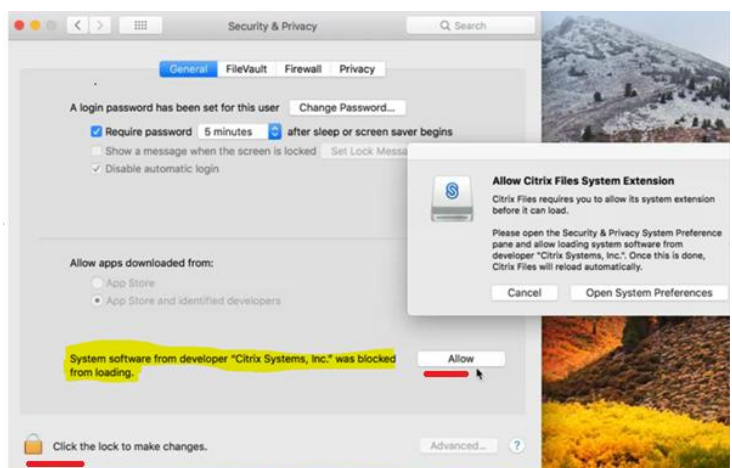 Security & Privacy
Search
General FileVault Firewall Privacy
A login password has been set for this user Change Password...
Require password 5 minutes after sleep or screen saver begins
Show a message when the screen is locked Set Lock Messa
Disable automatic login
Allow apps downloaded from:
App Store
App Store and identified developers
System software from developer "Citrix Systems, Inc." was blocked
from loading.
Allow
Click the lock to make changes.
Advanced... ?
Allow Citrix Files System Extension
Citrix Files requires you to allow its system extension
before it can load.
Please open the Security & Privacy System Preference
pane and allow loading system software from
developer "Citrix Systems, Inc.". Once this is done,
Citrix Files will reload automatically.
Cancel Open System Preferences